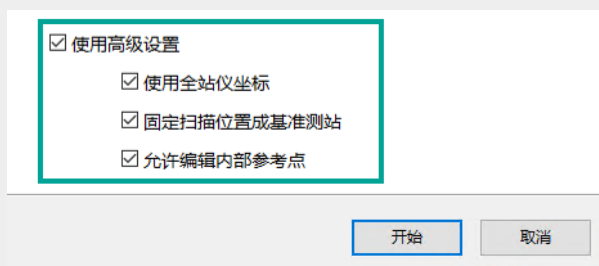 使用高级设置
使用全站仪坐标
固定扫描位置成基准测站
允许编辑内部参考点
开始 取消